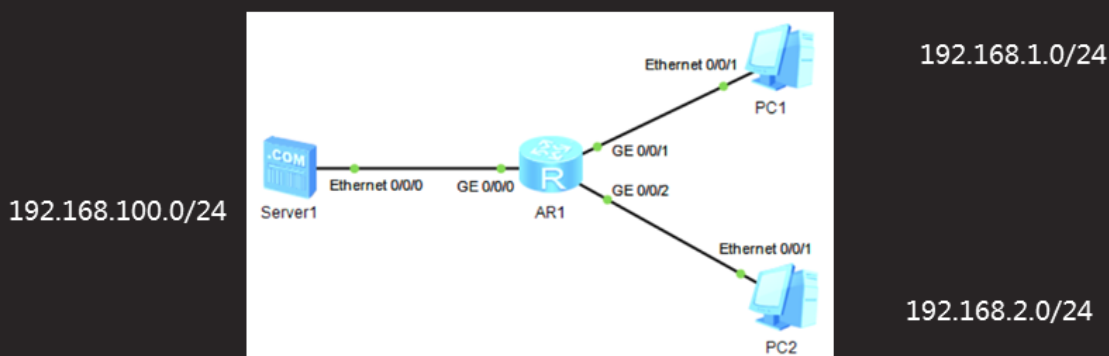 192.168.1.0/24
Ethernet 0/0/1
PC1
.COM
GE 0/0/1
Ethernet 0/0/0
GE 0/0/0
R
GE 0/0/2
192.168.100.0/24
Server1
AR1
Ethernet 0/0/1
192.168.2.0/24
PC2